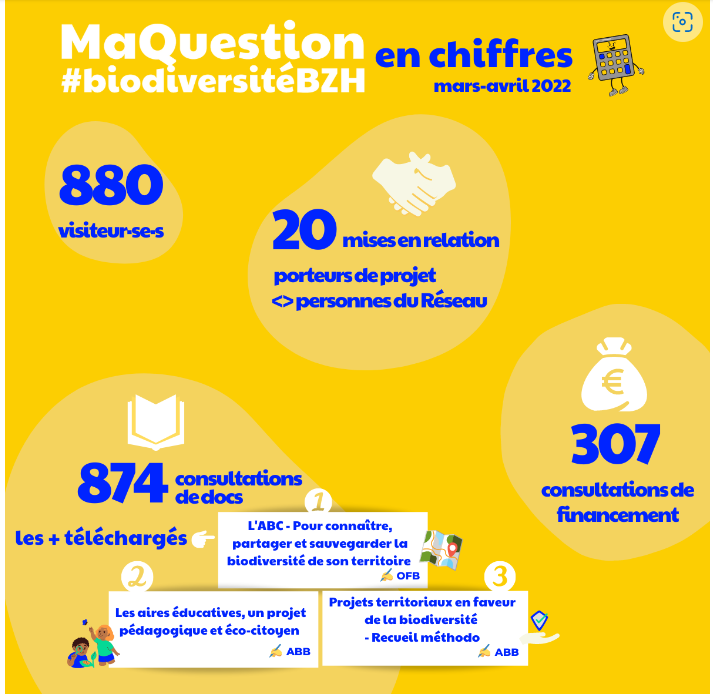 MaQuestion
#biodiversitéBZH
en chiffres
mars-avril 2022
880
visiteur·se·s
20 mises en relation
porteurs de projet
<> personnes du Réseau
€
307
consultations de
financement
874 consultations
de docs
les + téléchargés
1
L'ABC - Pour connaître,
partager et sauvegarder la
biodiversité de son territoire
✍ OFB
2
Les aires éducatives, un projet
pédagogique et éco-citoyen
✍ ABB
3
Projets territoriaux en faveur
de la biodiversité
- Recueil méthodo
✍ ABB